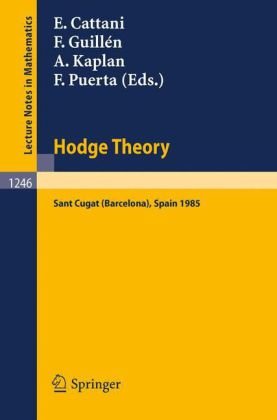 Lecture Notes in Mathematics
1246
E. Cattani
F. Guillén
A. Kaplan
F. Puerta (Eds.)
Hodge Theory
Sant Cugat (Barcelona), Spain 1985
Springer